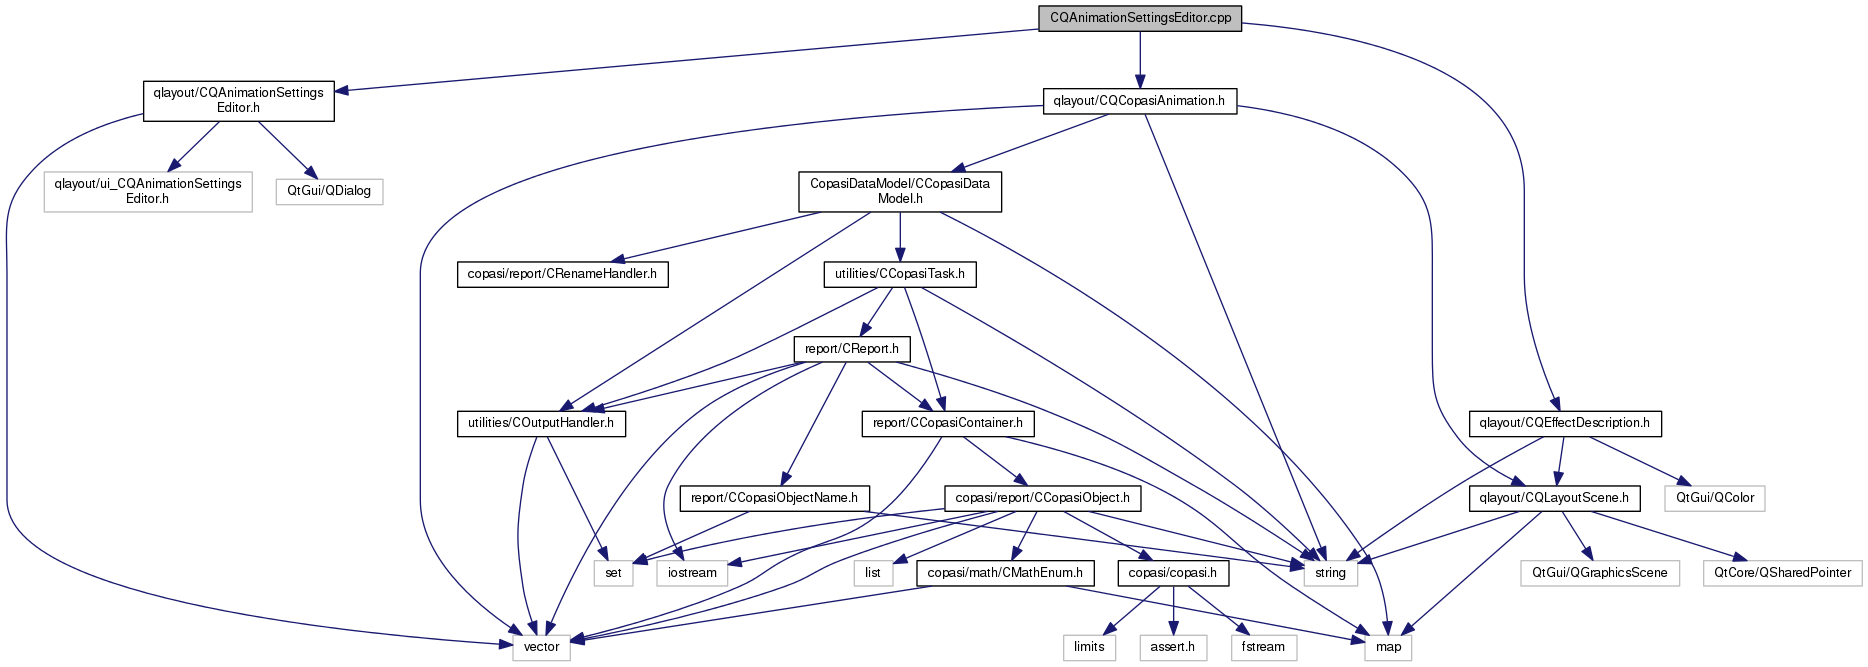 CQAnimationSettingsEditor.cpp
qlayout/CQAnimationSettings
Editor.h
qlayout/CQCopasiAnimation.h
qlayout/ui_CQAnimationSettings
Editor.h
QtGui/QDialog
CopasiDataModel/CCopasiData
Model.h
copasi/report/CRenameHandler.h
utilities/CCopasiTask.h
report/CReport.h
utilities/COutputHandler.h
report/CCopasiContainer.h
qlayout/CQEffectDescription.h
report/CCopasiObjectName.h
copasi/report/CCopasiObject.h
qlayout/CQLayoutScene.h
QtGui/QColor
set
iostream
list
copasi/math/CMathEnum.h
copasi/copasi.h
string
QtGui/QGraphicsScene
QtCore/QSharedPointer
vector
limits
assert.h
fstream
map